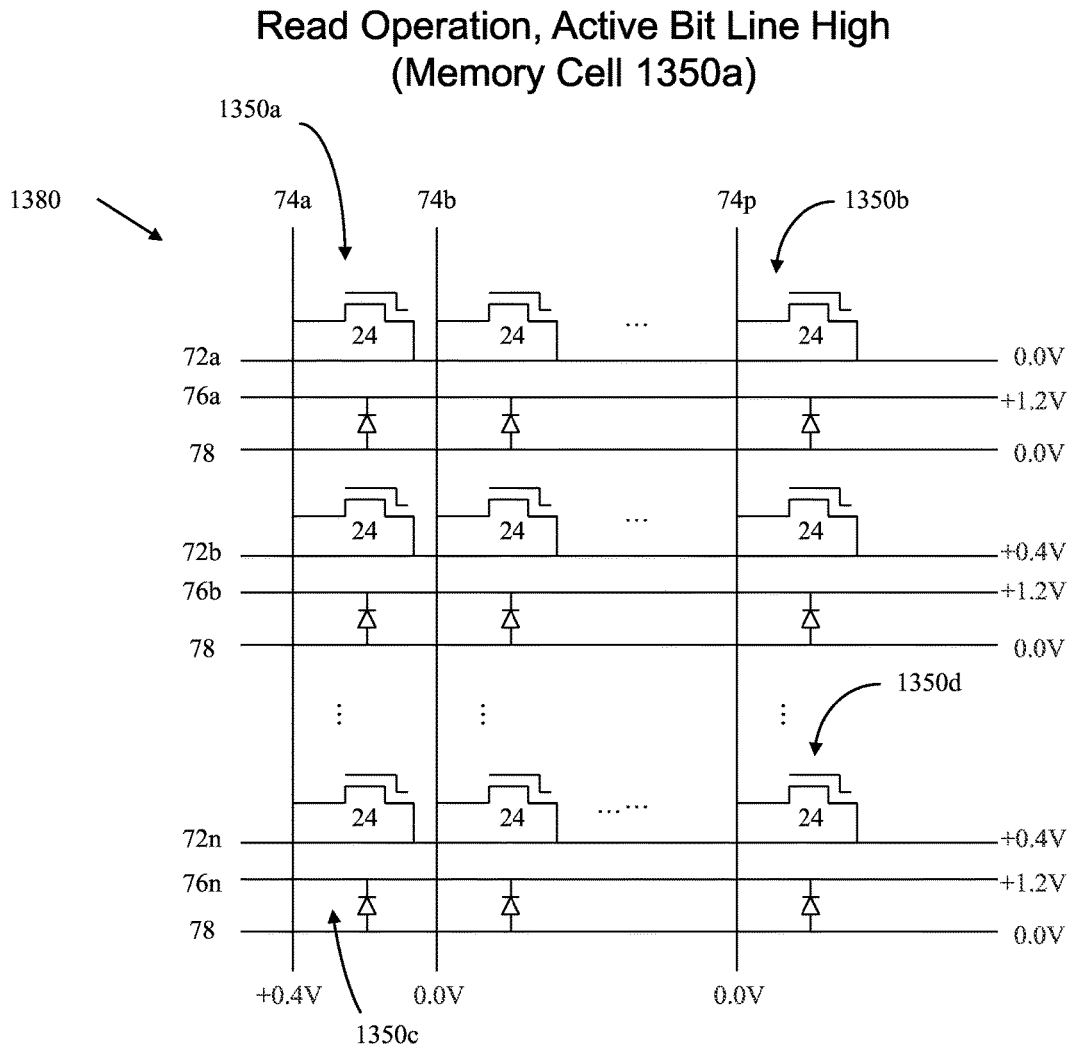 Read Operation, Active Bit Line High
(Memory Cell 1350a)
1350a
1380
74a 74b 74p 1350b
24 24 ... 24
72a 0.0V
76a +1.2V
78 0.0V
24 24 ... 24
72b +0.4V
76b +1.2V
78 0.0V
1350d
... ... ...
24 24 ...... 24
72n +0.4V
76n +1.2V
78 0.0V
+0.4V 0.0V 0.0V
1350c